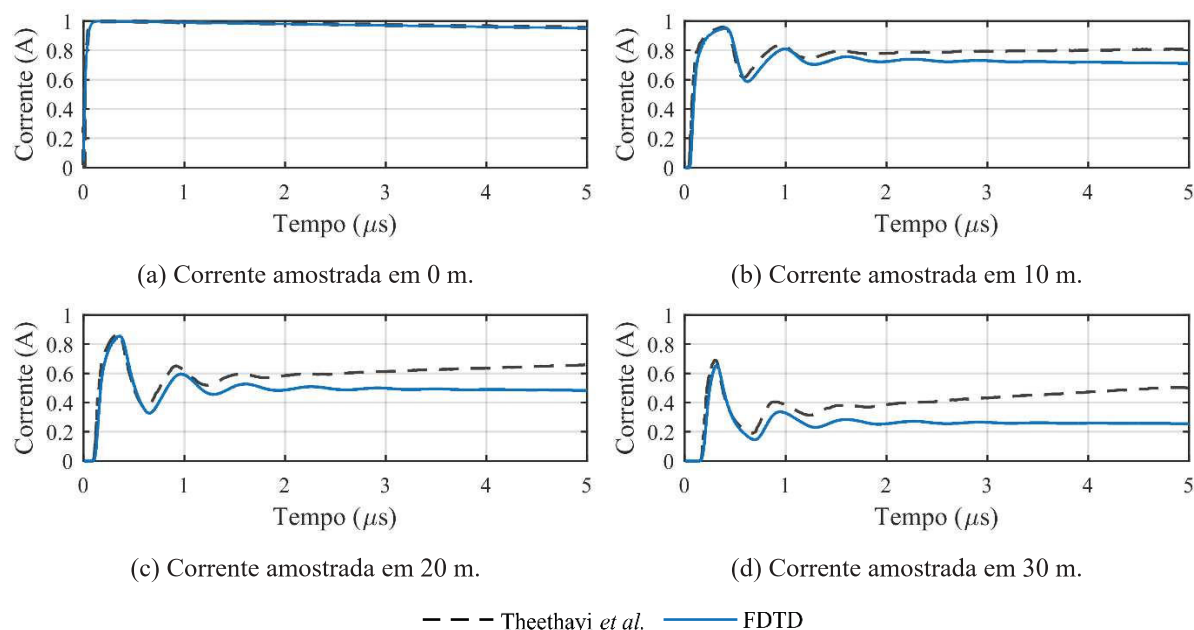 Corrente (A)
1
0.8
0.6
0.4
0.2
0
0 1 2 3 4 5
Tempo (μs)
(a) Corrente amostrada em 0 m.
Corrente (A)
1
0.8
0.6
0.4
0.2
0
0 1 2 3 4 5
Tempo (μs)
(b) Corrente amostrada em 10 m.
Corrente (A)
1
0.8
0.6
0.4
0.2
0
0 1 2 3 4 5
Tempo (μs)
(c) Corrente amostrada em 20 m.
Corrente (A)
1
0.8
0.6
0.4
0.2
0
0 1 2 3 4 5
Tempo (μs)
(d) Corrente amostrada em 30 m.
Theethavi et al. FDTD